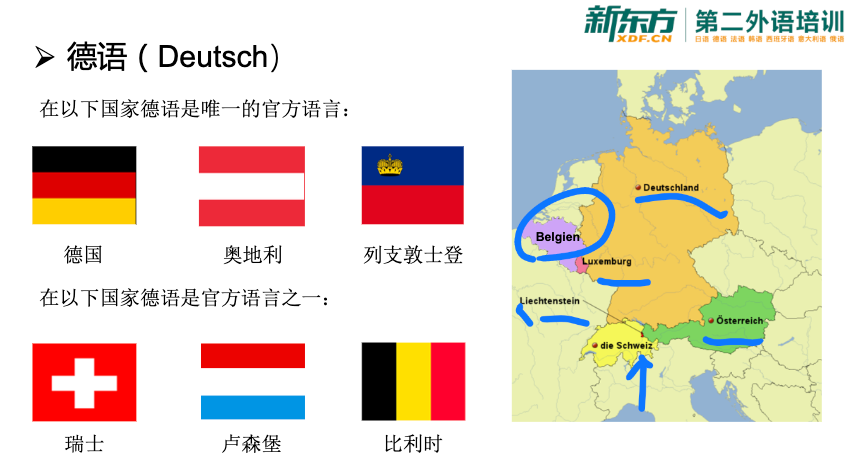 新东方
XDF.CN
第二外语培训
日语 德语 法语 韩语 西班牙语 意大利语 俄语
➢ 德语（Deutsch）
在以下国家德语是唯一的官方语言：
德国
奥地利
列支敦士登
在以下国家德语是官方语言之一：
瑞士
卢森堡
比利时
Deutschland
Belgien
Luxemburg
Liechtenstein
Österreich
die Schweiz